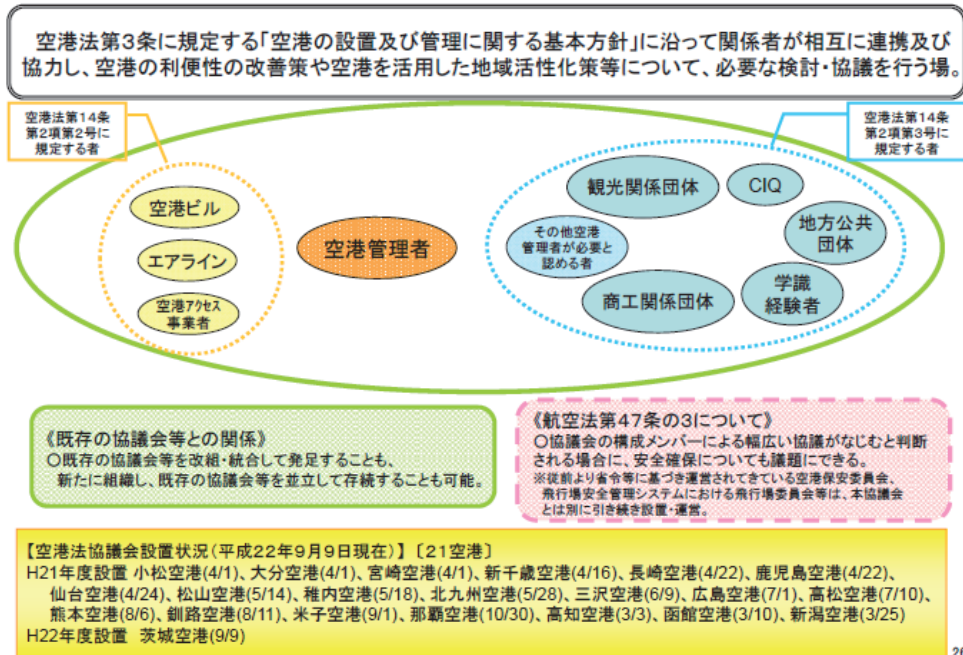 空港法第3条に規定する「空港の設置及び管理に関する基本方針」に沿って関係者が相互に連携及び
協力し、空港の利便性の改善策や空港を活用した地域活性化策等について、必要な検討・協議を行う場。
空港法第14条
第2項第2号に
規定する者
空港法第14条
第2項第3号に
規定する者
空港ビル
エアライン
空港アクセス
事業者
空港管理者
観光関係団体
CIQ
その他空港
管理者が必要と
認める者
地方公共
団体
商工関係団体
学識
経験者
《既存の協議会等との関係》
○既存の協議会等を改組・統合して発足することも、
新たに組織し、既存の協議会等を並立して存続することも可能。
《航空法第47条の3について》
○協議会の構成メンバーによる幅広い協議がなじむと判断
される場合に、安全確保についても議題にできる。
※従前より省令等に基づき運営されてきている空港保安委員会、
飛行場安全管理システムにおける飛行場委員会等は、本協議会
とは別に引き続き設置・運営。
【空港法協議会設置状況(平成22年9月9日現在)】〔21空港〕
H21年度設置 小松空港(4/1)、大分空港(4/1)、宮崎空港(4/1)、新千歳空港(4/16)、長崎空港(4/22)、鹿児島空港(4/22)、
仙台空港(4/24)、松山空港(5/14)、稚内空港(5/18)、北九州空港(5/28)、三沢空港(6/9)、広島空港(7/1)、高松空港(7/10)、
熊本空港(8/6)、釧路空港(8/11)、米子空港(9/1)、那覇空港(10/30)、高知空港(3/3)、函館空港(3/10)、新潟空港(3/25)
H22年度設置 茨城空港(9/9)
26